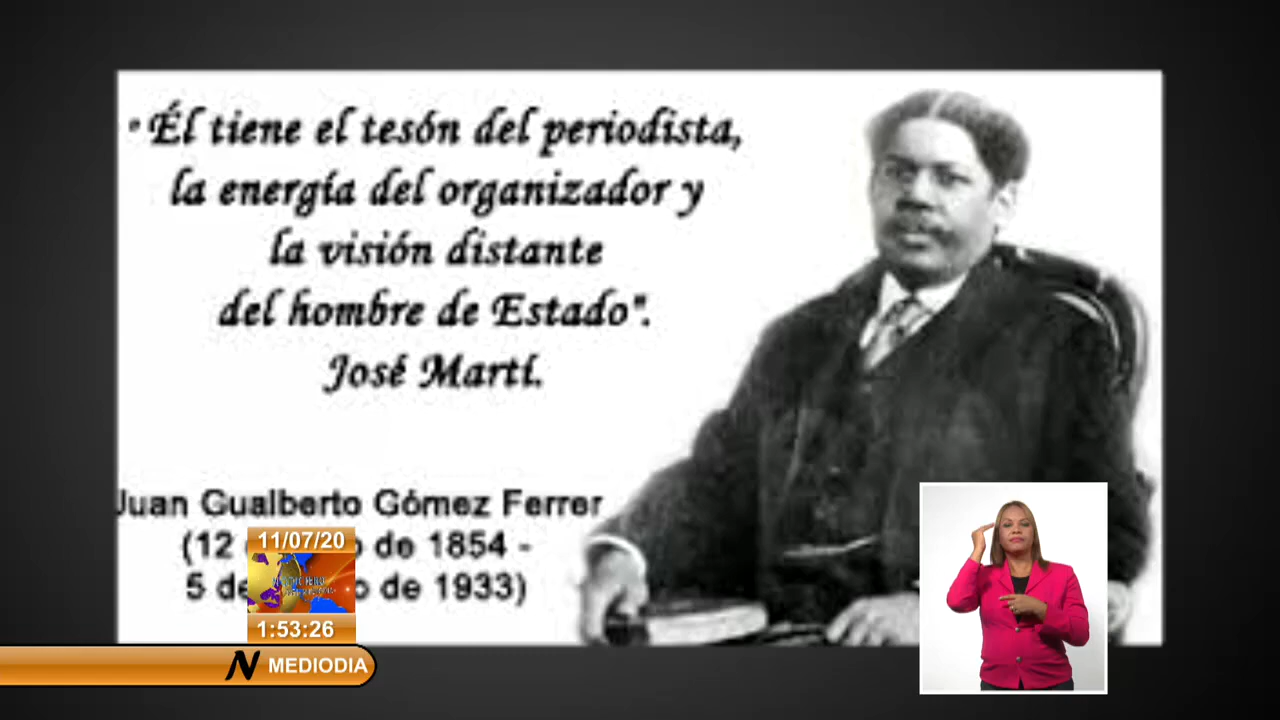 "Él tiene el tesón del periodista,
la energía del organizador y
la visión distante
del hombre de Estado".
José Martí.
Juan Gualberto Gómez Ferrer
(12 de 1854 -
5 de de 1933)
11/07/20
1:53:26
N MEDIODIA